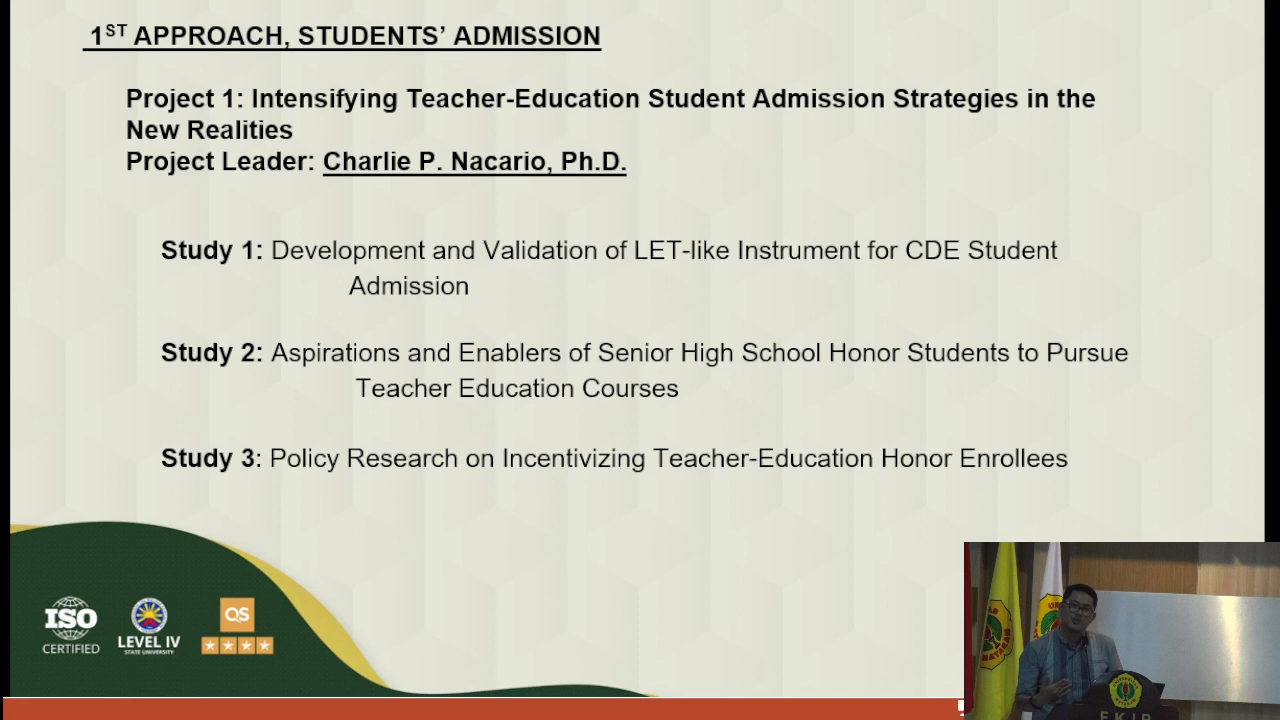 1ST APPROACH, STUDENTS' ADMISSION
Project 1: Intensifying Teacher-Education Student Admission Strategies in the
New Realities
Project Leader: Charlie P. Nacario, Ph.D.
Study 1: Development and Validation of LET-like Instrument for CDE Student
Admission
Study 2: Aspirations and Enablers of Senior High School Honor Students to Pursue
Teacher Education Courses
Study 3: Policy Research on Incentivizing Teacher-Education Honor Enrollees
ISO
CERTIFIED
LEVEL IV
STATE UNIVERSITY
QS
MATARAM
FKIP